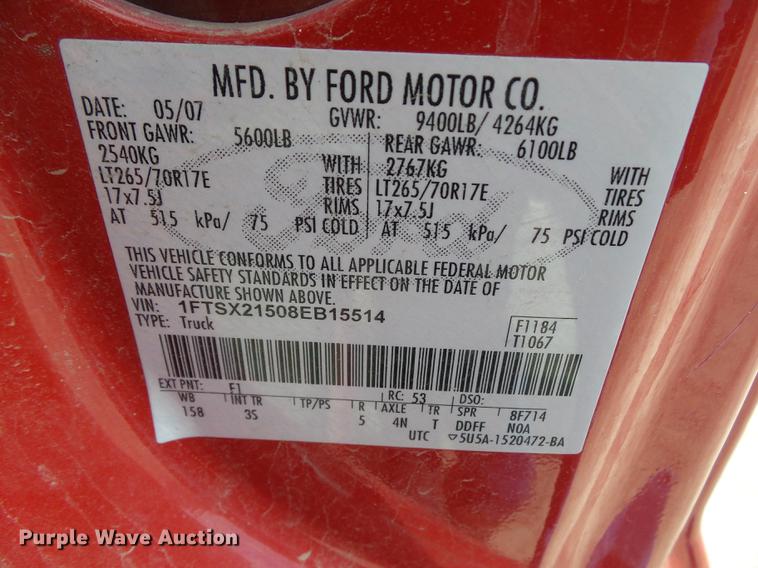 MFD. BY FORD MOTOR CO.
DATE: 05/07 GVWR: 9400LB/ 4264KG
FRONT GAWR: 5600LB REAR GAWR: 6100LB
2540KG WITH 2767KG WITH
LT265/70R17E TIRES LT265/70R17E TIRES
17x7.5J RIMS 17x7.5J RIMS
AT 515 kPa/ 75 PSI COLD AT 515 kPa/ 75 PSI COLD
THIS VEHICLE CONFORMS TO ALL APPLICABLE FEDERAL MOTOR
VEHICLE SAFETY STANDARDS IN EFFECT ON THE DATE OF
MANUFACTURE SHOWN ABOVE.
VIN: 1FTSX21508EB15514 F1184
TYPE: Truck T1067
EXT PNT: F1 RC: 53 DSO:
WB INT TR TP/PS R AXLE TR SPR 8F714
158 3S 5 4N T DDFF NOA
UTC ▽5U5A-1520472-BA
Ford
Purple Wave Auction